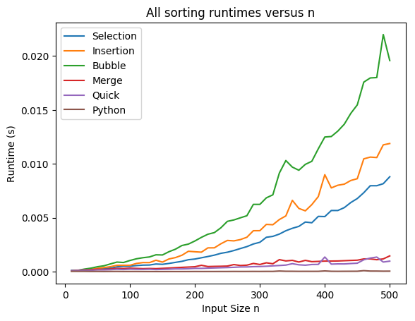 All sorting runtimes versus n
Selection
Insertion
Bubble
Merge
Quick
Python
0.020
0.015
0.010
0.005
0.000
Runtime (s)
0
100
200
300
400
500
Input Size n